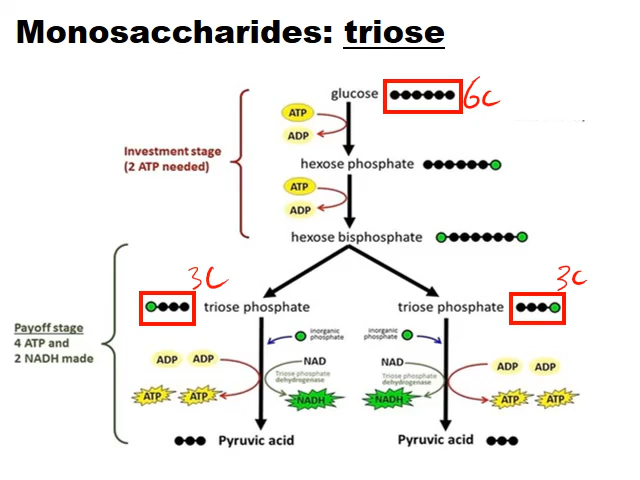 Monosaccharides: triose
glucose
6C
ATP
ADP
Investment stage
(2 ATP needed)
hexose phosphate
ATP
ADP
hexose bisphosphate
3C
3C
triose phosphate
triose phosphate
Payoff stage
4 ATP and
2 NADH made
inorganic
phosphate
inorganic
phosphate
ADP ADP
NAD
NAD
ADP ADP
Triose phosphate
dehydrogenase
Triose phosphate
dehydrogenase
ATP ATP
NADH
NADH
ATP ATP
Pyruvic acid
Pyruvic acid